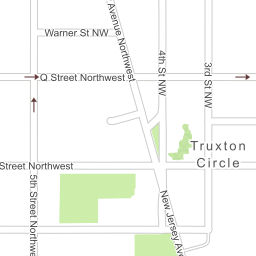 Avenue Northwest
Warner St NW
4th St NW
3rd St NW
Q Street Northwest
Truxton
Circle
Street Northwest
5th Street Northwe
New Jersey Ave